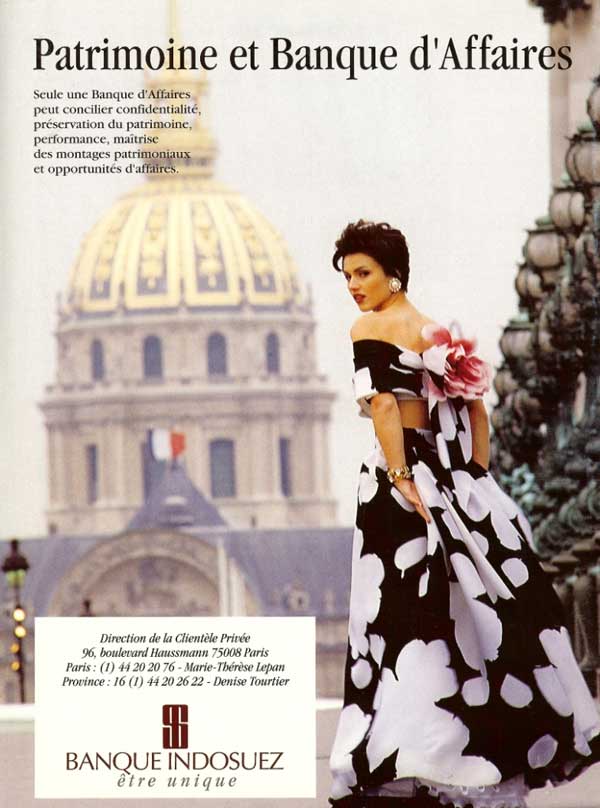 Patrimoine et Banque d'Affaires
Seule une Banque d'Affaires
peut concilier confidentialité,
préservation du patrimoine,
performance, maîtrise
des montages patrimoniaux
et opportunités d'affaires.
Direction de la Clientèle Privée
96, boulevard Haussmann 75008 Paris
Paris : (1) 44 20 20 76 - Marie-Thérèse Lepan
Province : 16 (1) 44 20 26 22 - Denise Tourtier
BANQUE INDOSUEZ
être unique